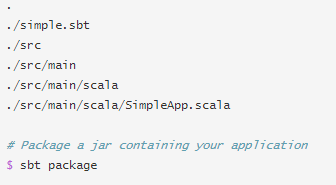 .
./simple.sbt
./src
./src/main
./src/main/scala
./src/main/scala/SimpleApp.scala
# Package a jar containing your application
$ sbt package